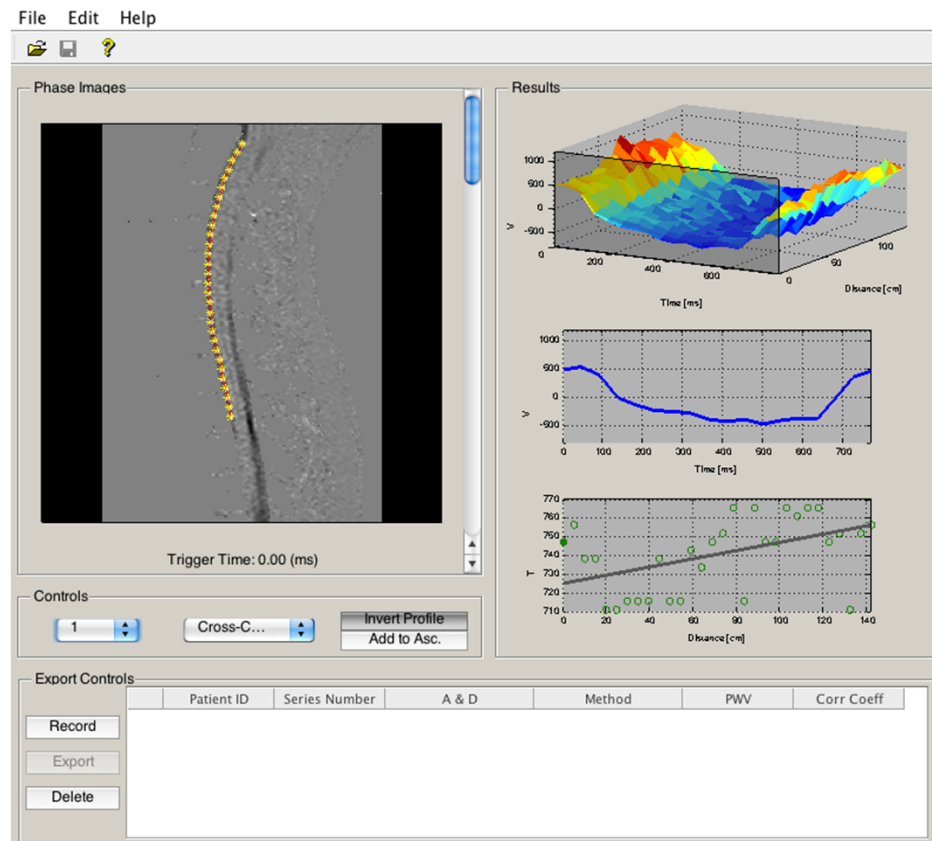 File Edit Help
Phase Images
Trigger Time: 0.00 (ms)
Controls
1
Cross-C...
Invert Profile
Add to Asc.
Results
1000
500
0
-500
V
0
200
400
600
Time [ms]
0
50
100
Distance [cm]
1000
500
0
-500
V
0 100 200 300 400 500 600 700
Time [ms]
770
760
750
740
730
720
710
T
0 20 40 60 80 100 120 140
Distance [cm]
Export Controls
Record
Export
Delete
Patient ID Series Number A & D Method PWV Corr Coeff